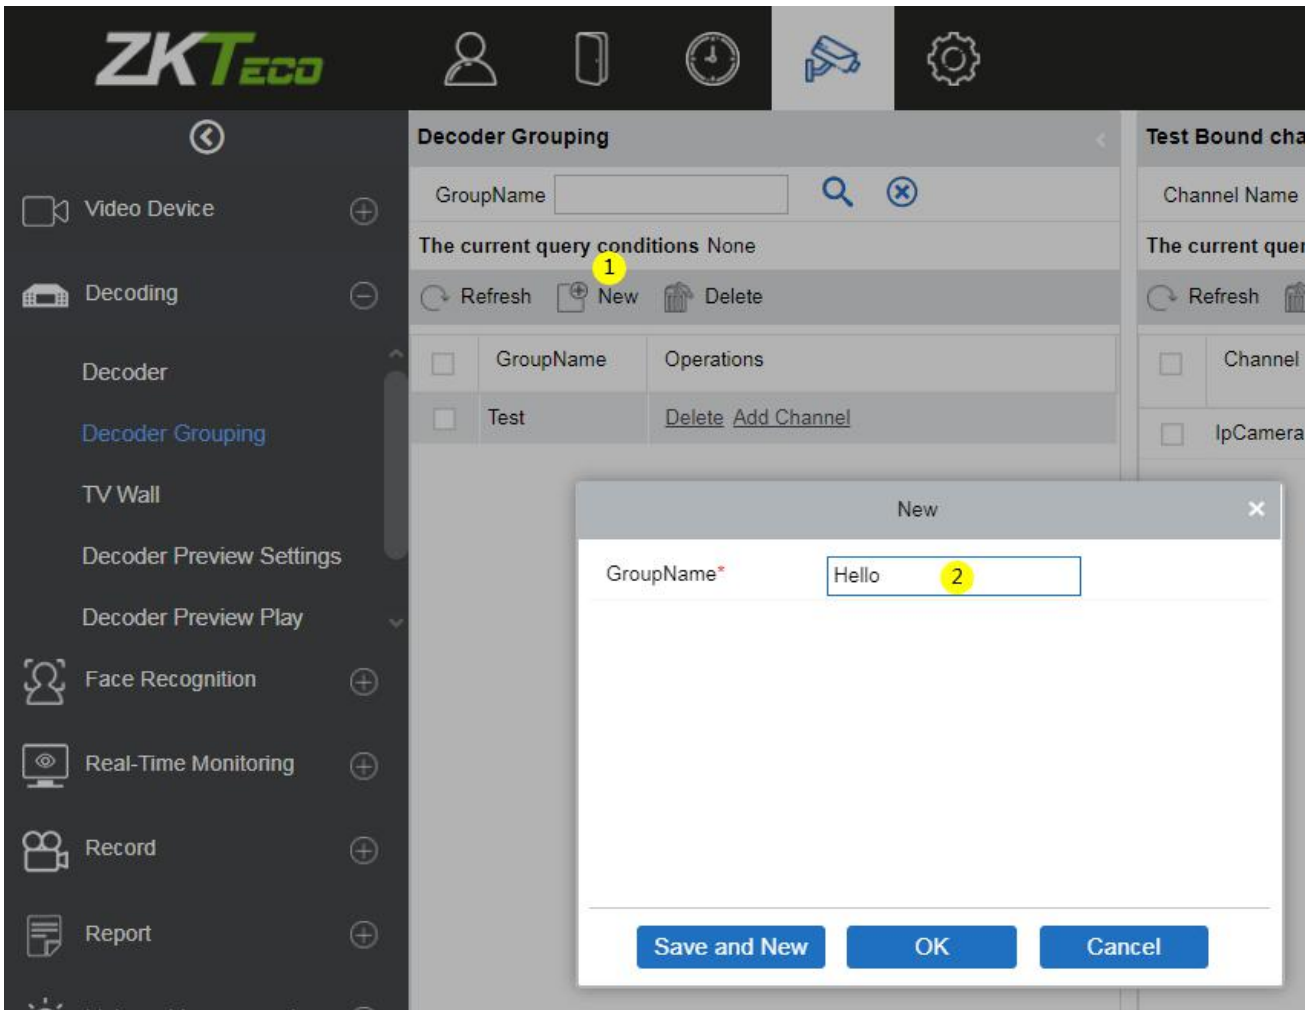 ZKTECO
Decoder Grouping
Test Bound cha
GroupName
Channel Name
Video Device
The current query conditions None
The current quer
1
Decoding
Refresh New Delete
Refresh
GroupName Operations
Channel
Decoder
Test Delete Add Channel
Decoder Grouping
IpCamera
TV Wall
New
Decoder Preview Settings
GroupName* Hello 2
Decoder Preview Play
Face Recognition
Real-Time Monitoring
Record
Report
Save and New OK Cancel